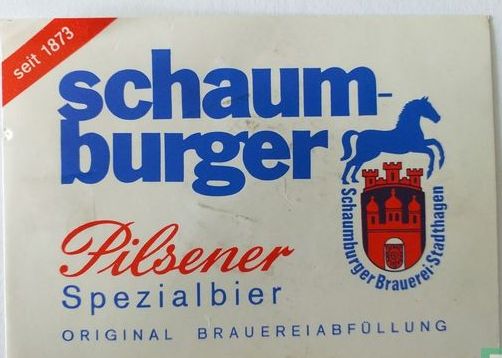 seit 1873
schaum-
burger
Schaumburger Brauerei · Stadthagen
Pilsener
Spezialbier
ORIGINAL BRAUEREIABFÜLLUNG